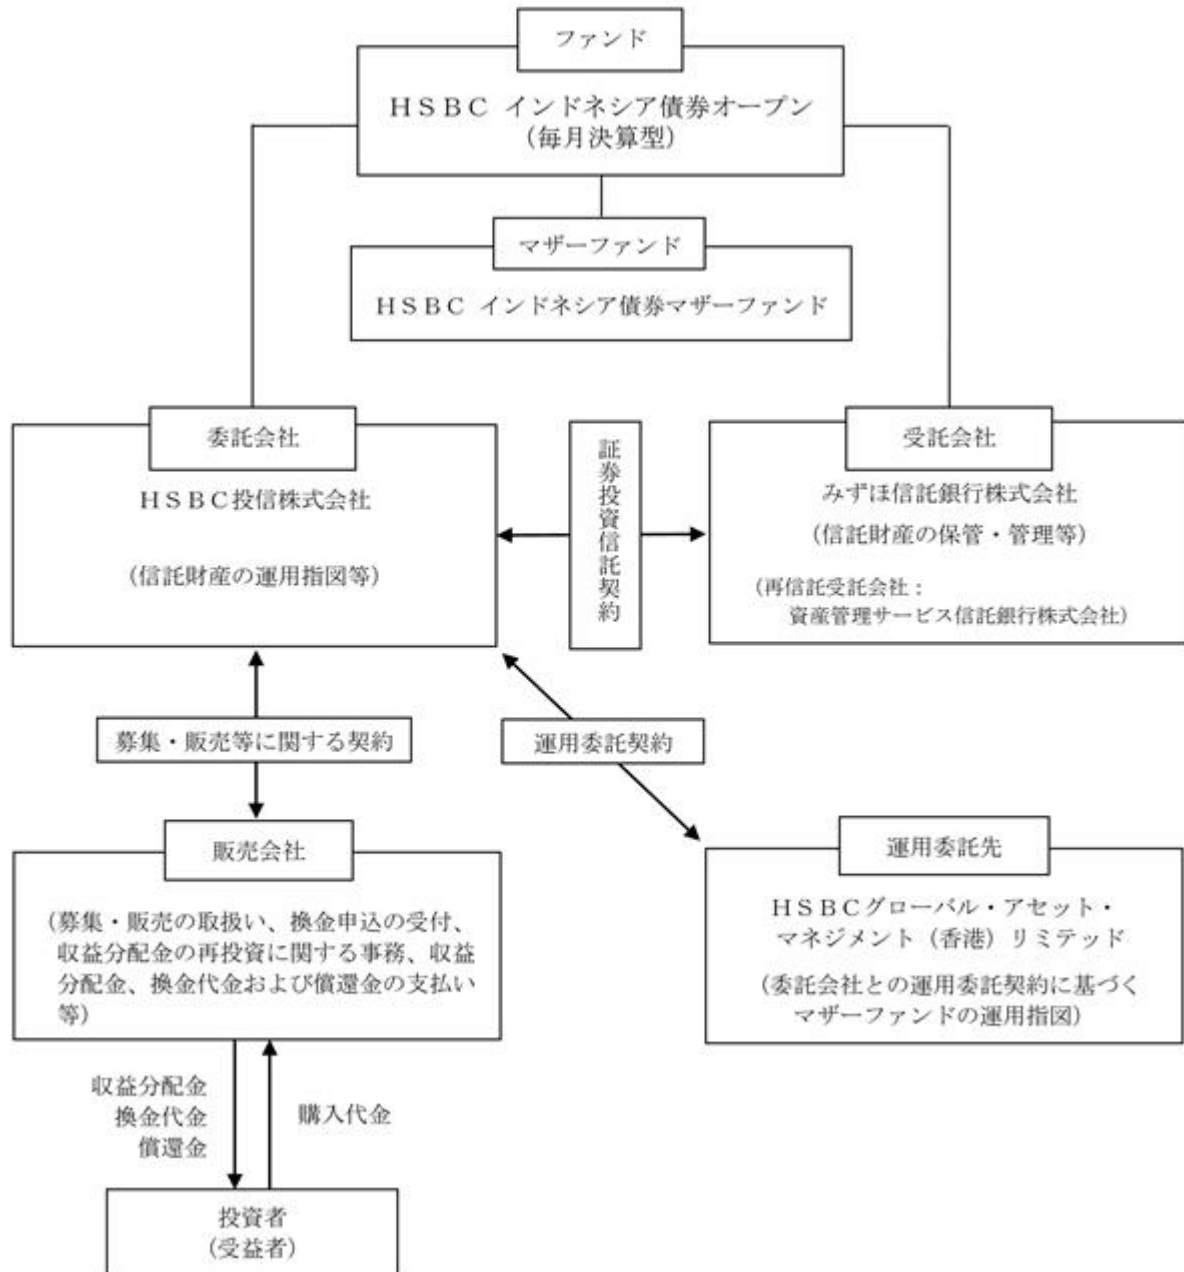 ファンド
HSBC インドネシア債券オープン
(毎月決算型)
マザーファンド
HSBC インドネシア債券マザーファンド
委託会社
HSBC投信株式会社
(信託財産の運用指図等)
証券投資信託契約
受託会社
みずほ信託銀行株式会社
(信託財産の保管・管理等)
(再信託受託会社:
資産管理サービス信託銀行株式会社)
募集・販売等に関する契約
運用委託契約
販売会社
(募集・販売の取扱い、換金申込の受付、
収益分配金の再投資に関する事務、収益
分配金、換金代金および償還金の支払い
等)
運用委託先
HSBCグローバル・アセット・
マネジメント(香港)リミテッド
(委託会社との運用委託契約に基づく
マザーファンドの運用指図)
収益分配金
換金代金
償還金
購入代金
投資者
(受益者)